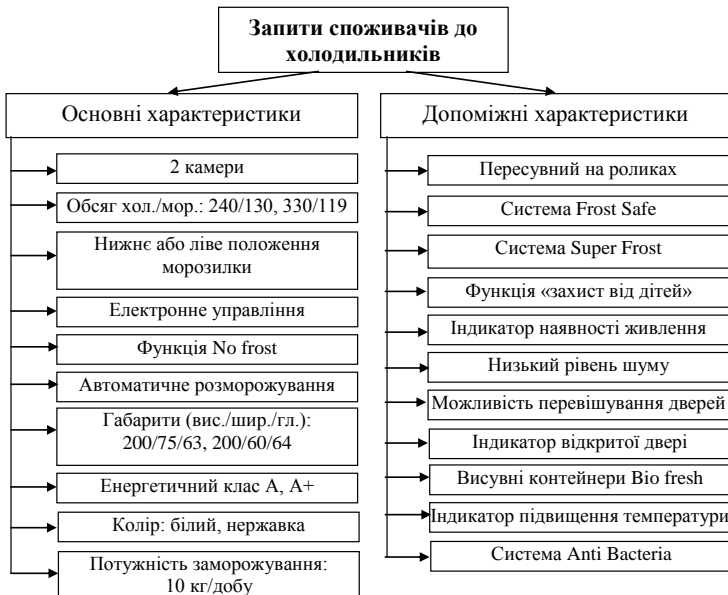 Запити споживачів до
холодильників
Основні характеристики
2 камери
Обсяг хол./мор.: 240/130, 330/119
Нижнє або ліве положення
морозилки
Електронне управління
Функція No frost
Автоматичне розморожування
Габарити (вис./шир./гл.):
200/75/63, 200/60/64
Енергетичний клас А, А+
Колір: білий, нержавка
Потужність заморожування:
10 кг/добу
Допоміжні характеристики
Пересувний на роликах
Система Frost Safe
Система Super Frost
Функція «захист від дітей»
Індикатор наявності живлення
Низький рівень шуму
Можливість перевішування дверей
Індикатор відкритої двері
Висувні контейнери Bio fresh
Індикатор підвищення температури
Система Anti Bacteria